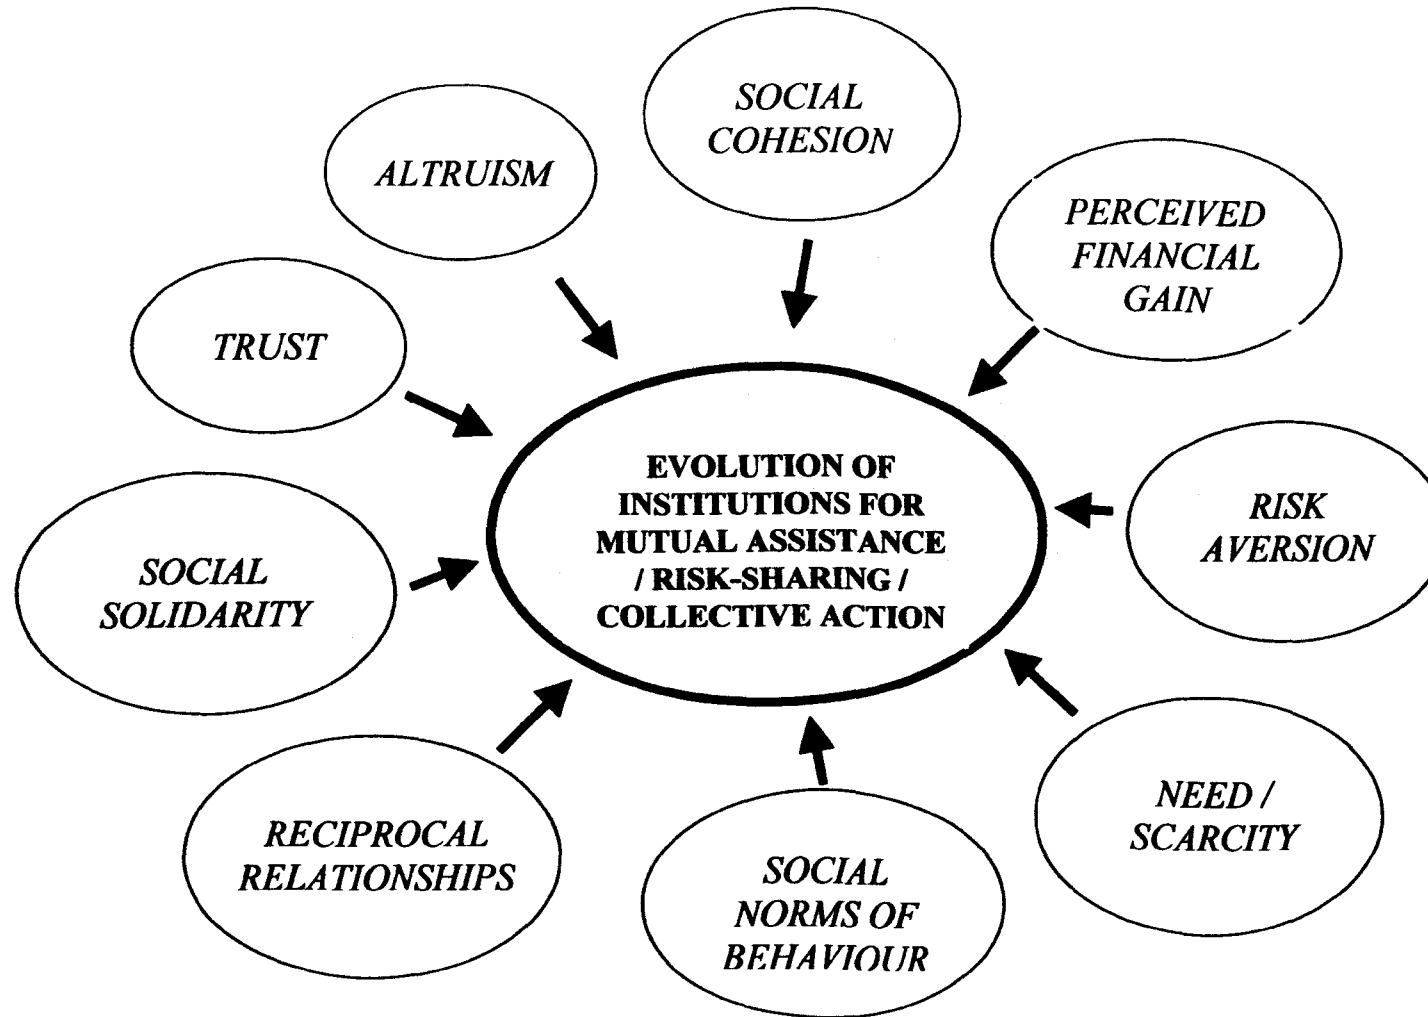 SOCIAL
COHESION
ALTRUISM
PERCEIVED
FINANCIAL
GAIN
TRUST
EVOLUTION OF
INSTITUTIONS FOR
MUTUAL ASSISTANCE
/ RISK-SHARING /
COLLECTIVE ACTION
RISK
AVERSION
SOCIAL
SOLIDARITY
NEED /
SCARCITY
RECIPROCAL
RELATIONSHIPS
SOCIAL
NORMS OF
BEHAVIOUR